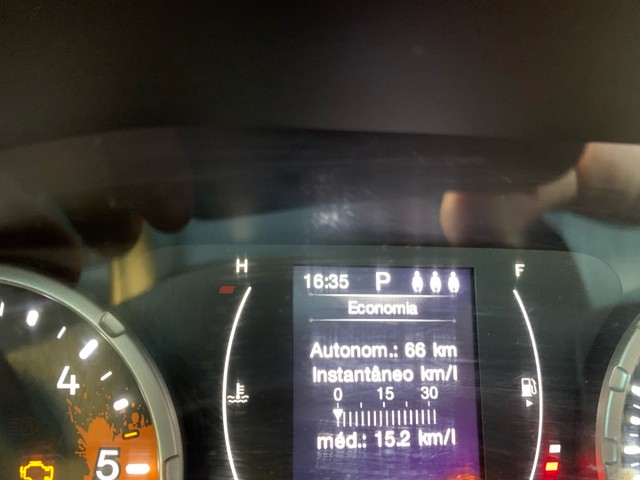 H
F
16:35 P
Economia
Autonom.: 66 km
Instantâneo km/l
0 15 30
méd.: 15.2 km/l
4
5